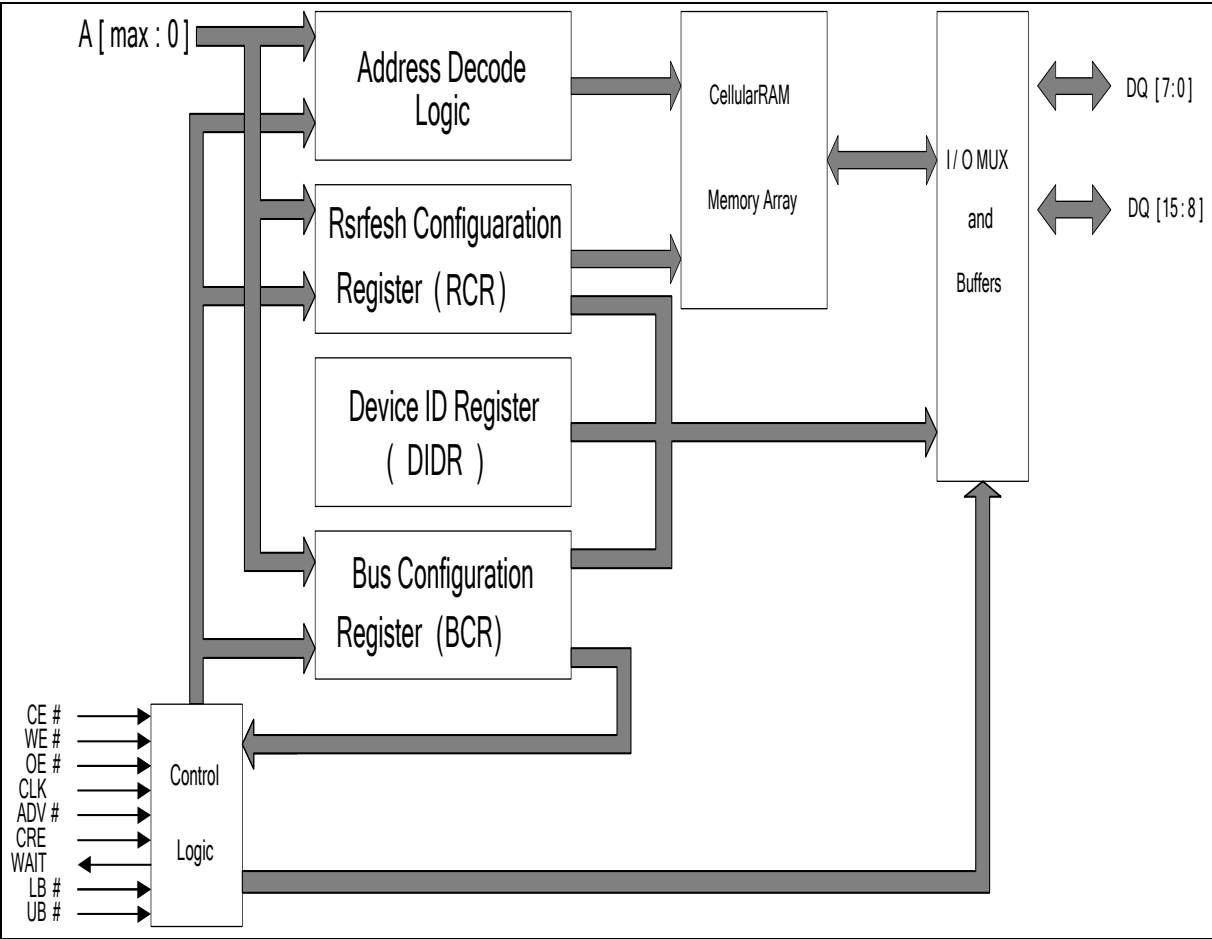 A [ max : 0 ]
Address Decode
Logic
CellularRAM
Memory Array
I / O MUX
and
Buffers
DQ [7:0]
DQ [15:8]
Rsrfesh Configuaration
Register (RCR)
Device ID Register
( DIDR )
Bus Configuration
Register (BCR)
Control
Logic
CE #
WE #
OE #
CLK
ADV #
CRE
WAIT
LB #
UB #